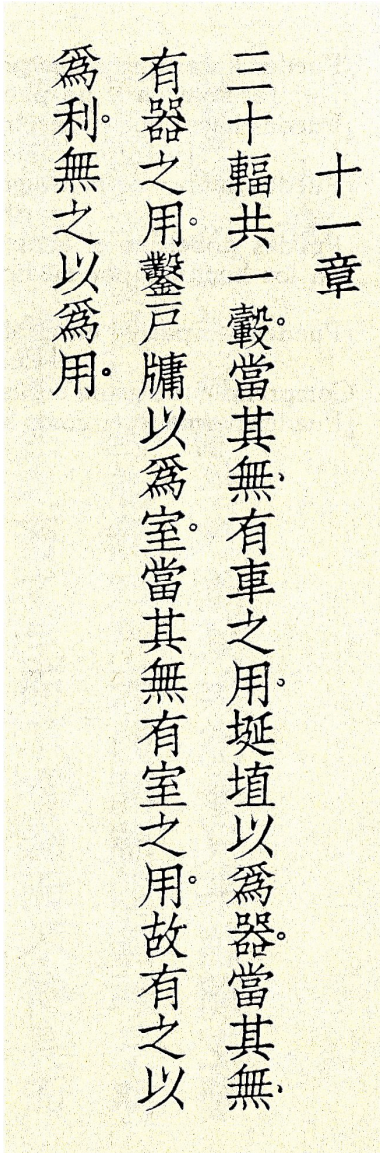 十一章
三十輻共一轂。當其無、有車之用。埏埴以爲器。當其無、
有器之用。鑿戸牖以爲室。當其無有室之用。故有之以
爲利。無之以爲用。